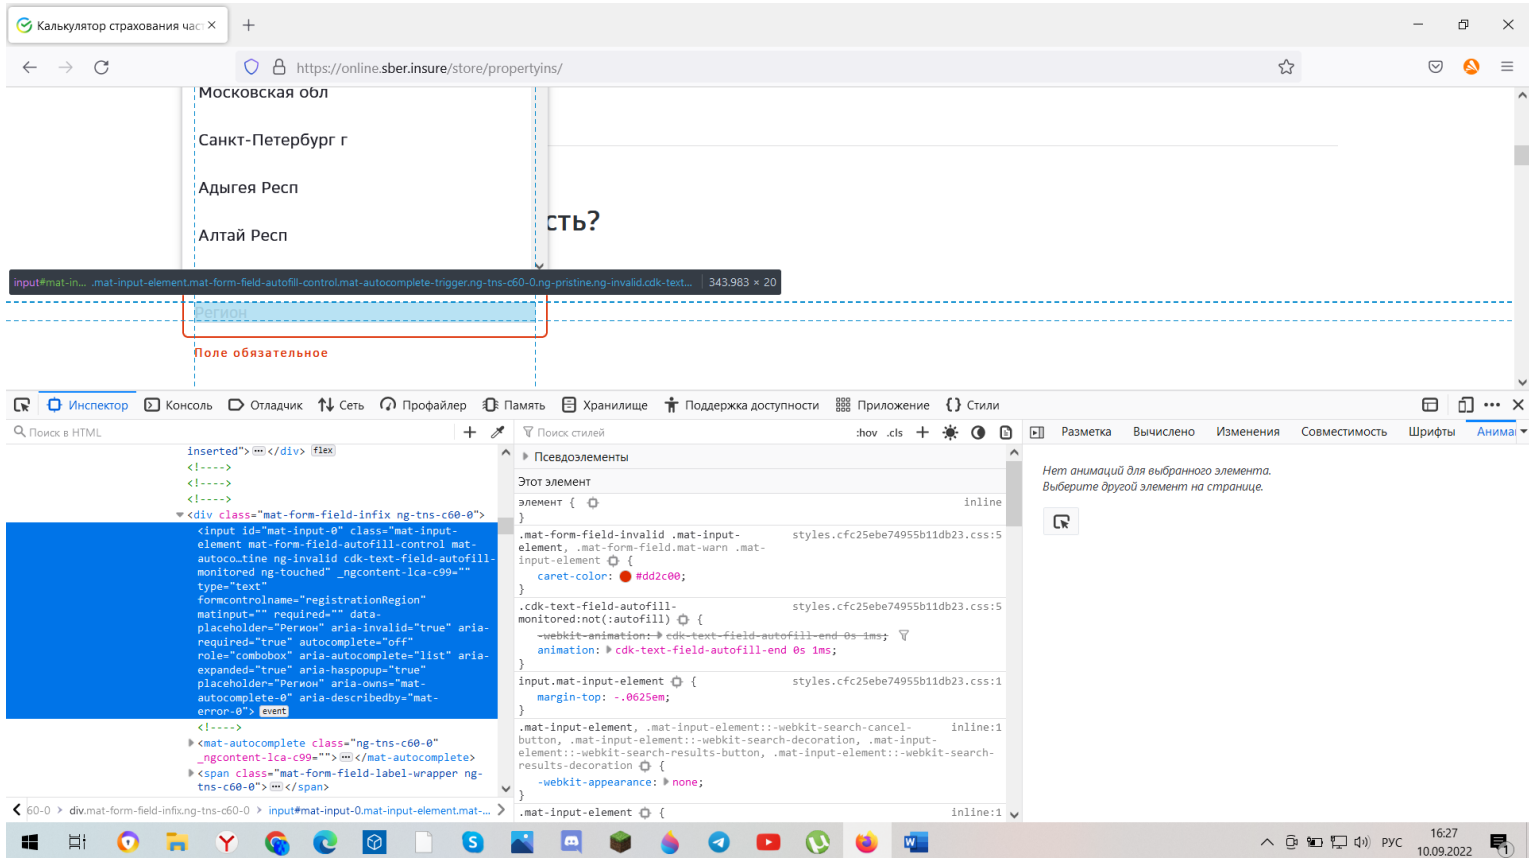 Калькулятор страхования част
https://online.sber.insure/store/propertyins/
Московская обл
Санкт-Петербург г
Адыгея Респ
Алтай Респ
сть?
input#mat-in... .mat-input-element.mat-form-field-autofill-control.mat-autocomplete-trigger.ng-tns-c60-0.ng-pristine.ng-invalid.cdk-text... 343.983 × 20
Регион
Поле обязательное
Инспектор Консоль Отладчик Сеть Профайлер Память Хранилище Поддержка доступности Приложение Стили
Поиск в HTML
Поиск стилей
:hov .cls
Разметка Вычислено Изменения Совместимость Шрифты Анима
inserted"> </div> flex
<!---->
<!---->
<!---->
<div class="mat-form-field-infix ng-tns-c60-0">
<input id="mat-input-0" class="mat-input-
element mat-form-field-autofill-control mat-
autoco…tine ng-invalid cdk-text-field-autofill-
monitored ng-touched" _ngcontent-lca-c99=""
type="text"
formcontrolname="registrationRegion"
matinput="" required="" data-
placeholder="Регион" aria-invalid="true" aria-
required="true" autocomplete="off"
role="combobox" aria-autocomplete="list" aria-
expanded="true" aria-haspopup="true"
placeholder="Регион" aria-owns="mat-
autocomplete-0" aria-describedby="mat-
error-0"> event
<!---->
<mat-autocomplete class="ng-tns-c60-0"
_ngcontent-lca-c99=""> </mat-autocomplete>
<span class="mat-form-field-label-wrapper ng-
tns-c60-0"> </span>
60-0 > div.mat-form-field-infix.ng-tns-c60-0 > input#mat-input-0.mat-input-element.mat-...
Псевдоэлементы
Этот элемент
элемент { inline
}
.mat-form-field-invalid .mat-input- styles.cfc25ebe74955b11db23.css:5
element, .mat-form-field.mat-warn .mat-
input-element {
caret-color: #dd2c00;
}
.cdk-text-field-autofill- styles.cfc25ebe74955b11db23.css:5
monitored:not(:autofill) {
-webkit-animation: cdk-text-field-autofill-end 0s 1ms;
animation: cdk-text-field-autofill-end 0s 1ms;
}
input.mat-input-element { styles.cfc25ebe74955b11db23.css:1
margin-top: -.0625em;
}
.mat-input-element, .mat-input-element::-webkit-search-cancel- inline:1
button, .mat-input-element::-webkit-search-decoration, .mat-input-
element::-webkit-search-results-button, .mat-input-element::-webkit-search-
results-decoration {
-webkit-appearance: none;
}
.mat-input-element { inline:1
Нет анимаций для выбранного элемента.
Выберите другой элемент на странице.
РУС
16:27
10.09.2022
1